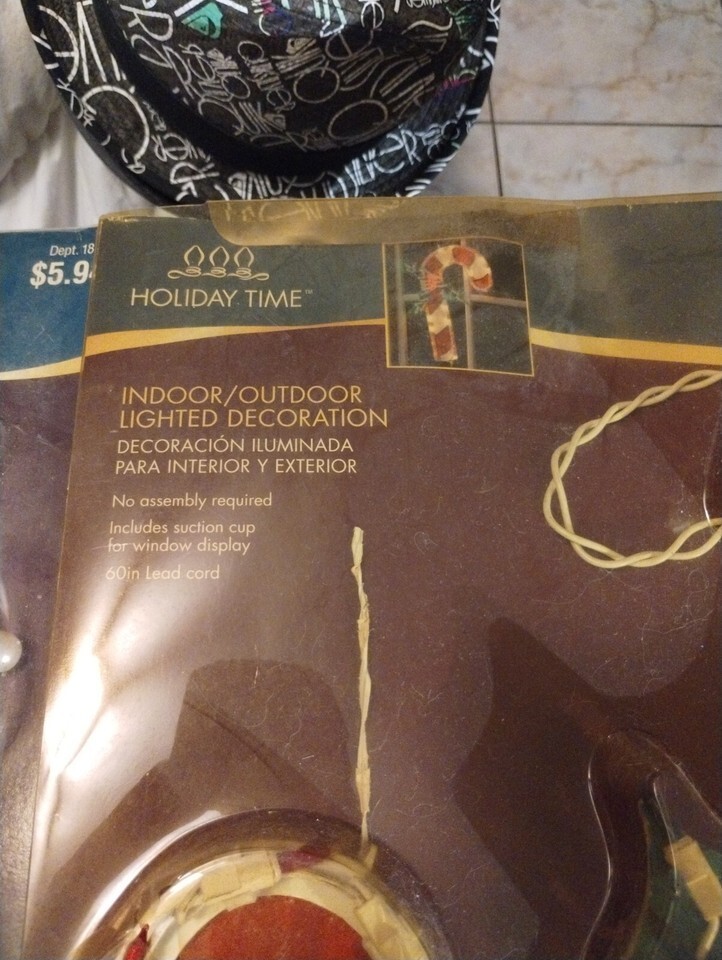 Dept. 18
$5.94
HOLIDAY TIME™
INDOOR/OUTDOOR
LIGHTED DECORATION
DECORACIÓN ILUMINADA
PARA INTERIOR Y EXTERIOR
No assembly required
Includes suction cup
for window display
60in Lead cord